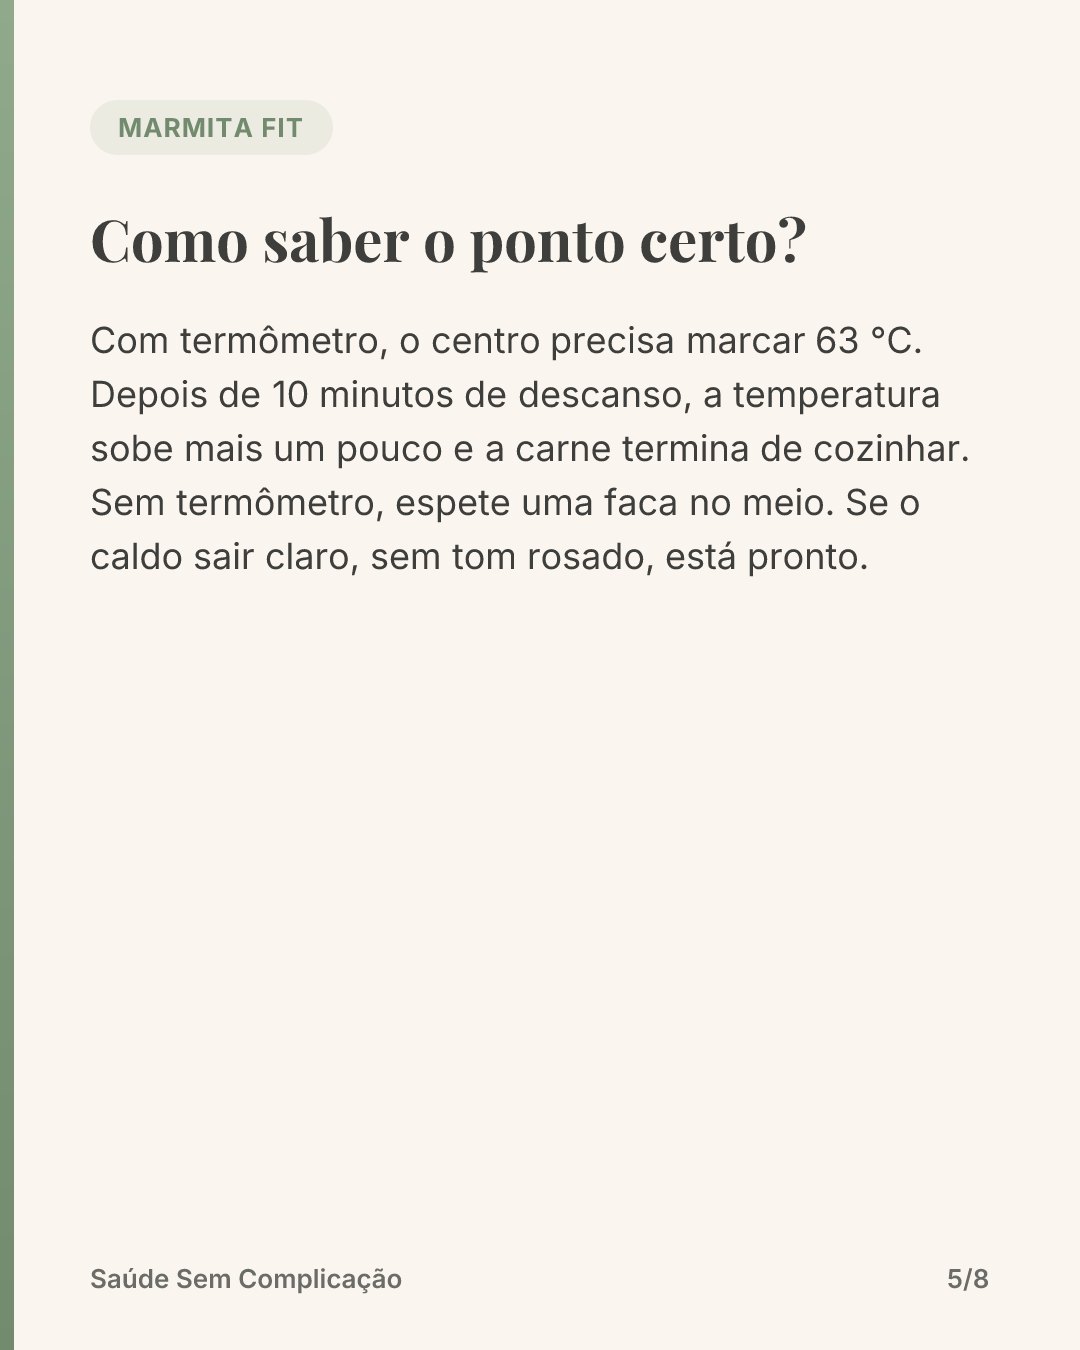 MARMITA FIT
Como saber o ponto certo?
Com termômetro, o centro precisa marcar 63 °C.
Depois de 10 minutos de descanso, a temperatura
sobe mais um pouco e a carne termina de cozinhar.
Sem termômetro, espete uma faca no meio. Se o
caldo sair claro, sem tom rosado, está pronto.
Saúde Sem Complicação
5/8